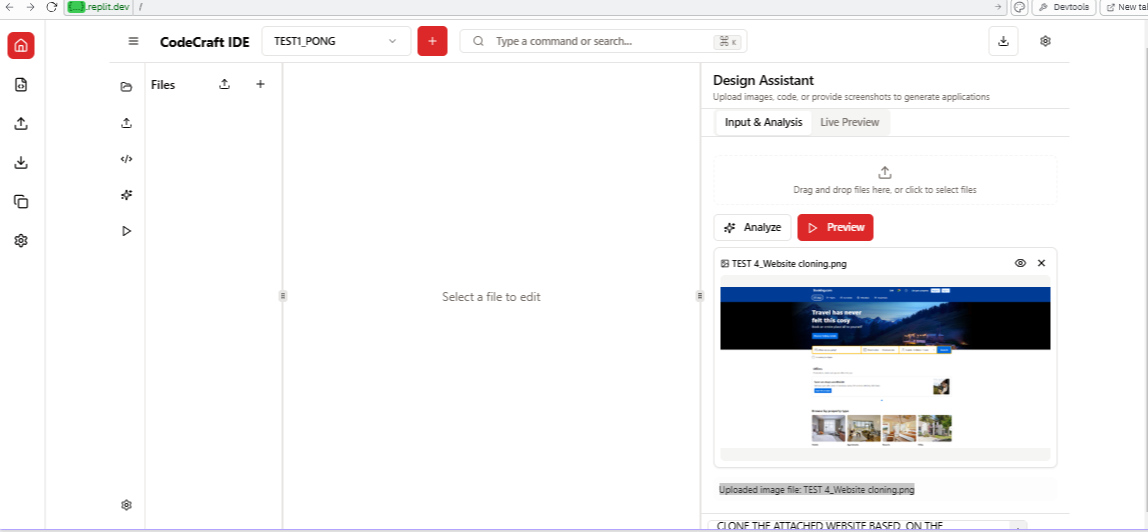 .replit.dev /
Devtools
New ta
CodeCraft IDE
TEST1_PONG
Type a command or search...
⌘ K
Files
Select a file to edit
Design Assistant
Upload images, code, or provide screenshots to generate applications
Input & Analysis
Live Preview
Drag and drop files here, or click to select files
Analyze
Preview
TEST 4_Website cloning.png
Travel has never
felt this cosy
Uploaded image file: TEST 4_Website cloning.png
CLONE THE ATTACHED WEBSITE BASED ON THE